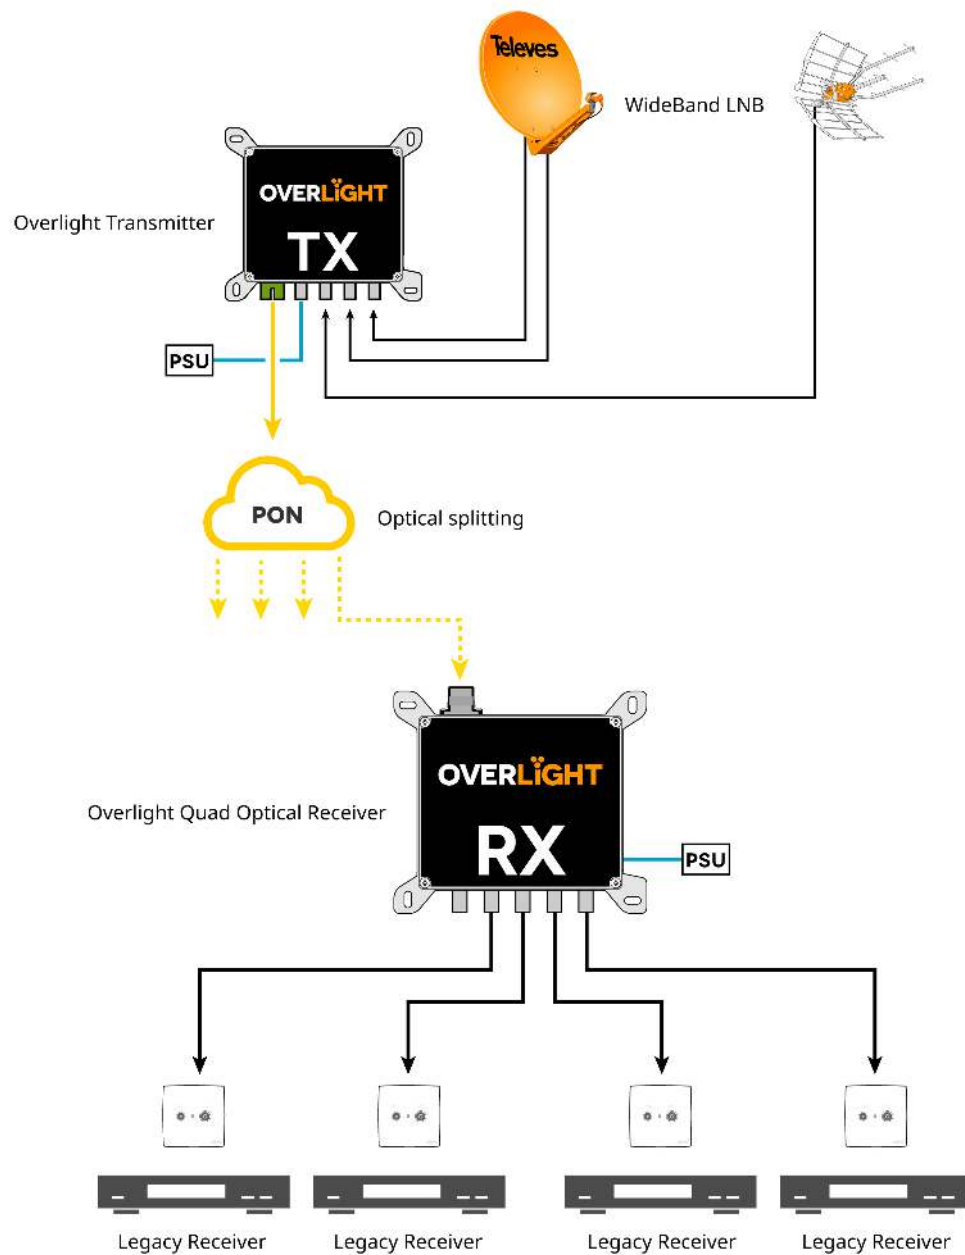 Televes
WideBand LNB
OVERLiGHT
Overlight Transmitter
TX
PSU
PON
Optical splitting
OVERLiGHT
Overlight Quad Optical Receiver
RX
PSU
Legacy Receiver
Legacy Receiver
Legacy Receiver
Legacy Receiver